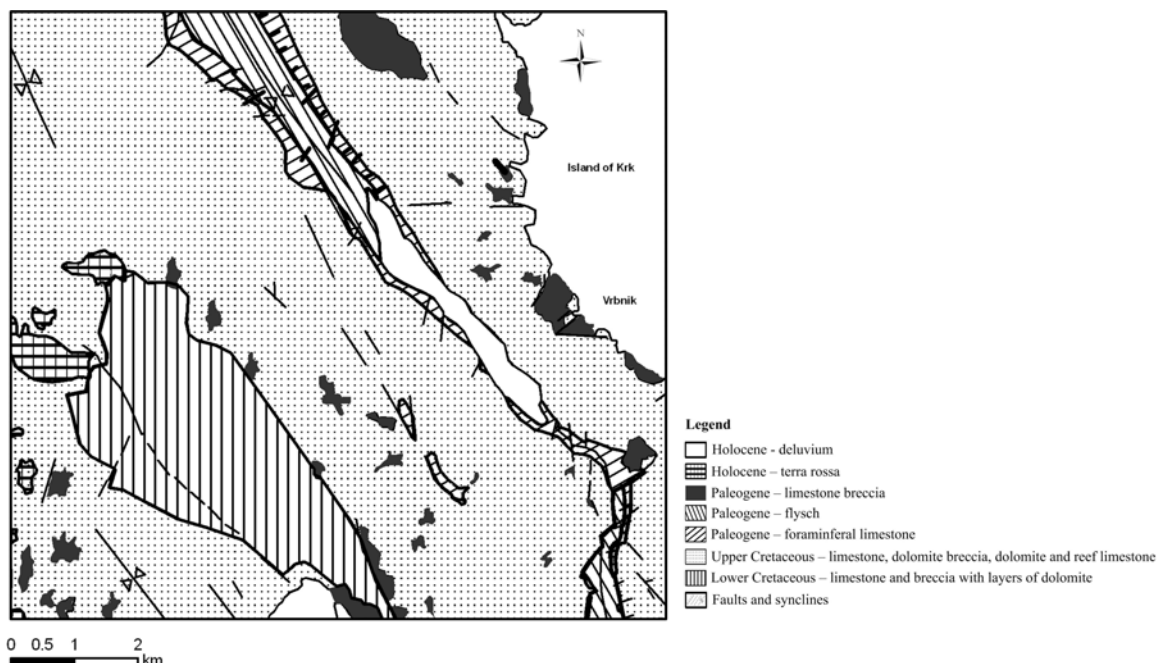 N
Island of Krk
Vrbnik
Legend
Holocene - deluvium
Holocene – terra rossa
Paleogene – limestone breccia
Paleogene – flysch
Paleogene – foraminferal limestone
Upper Cretaceous – limestone, dolomite breccia, dolomite and reef limestone
Lower Cretaceous – limestone and breccia with layers of dolomite
Faults and synclines
0 0.5 1 2
km